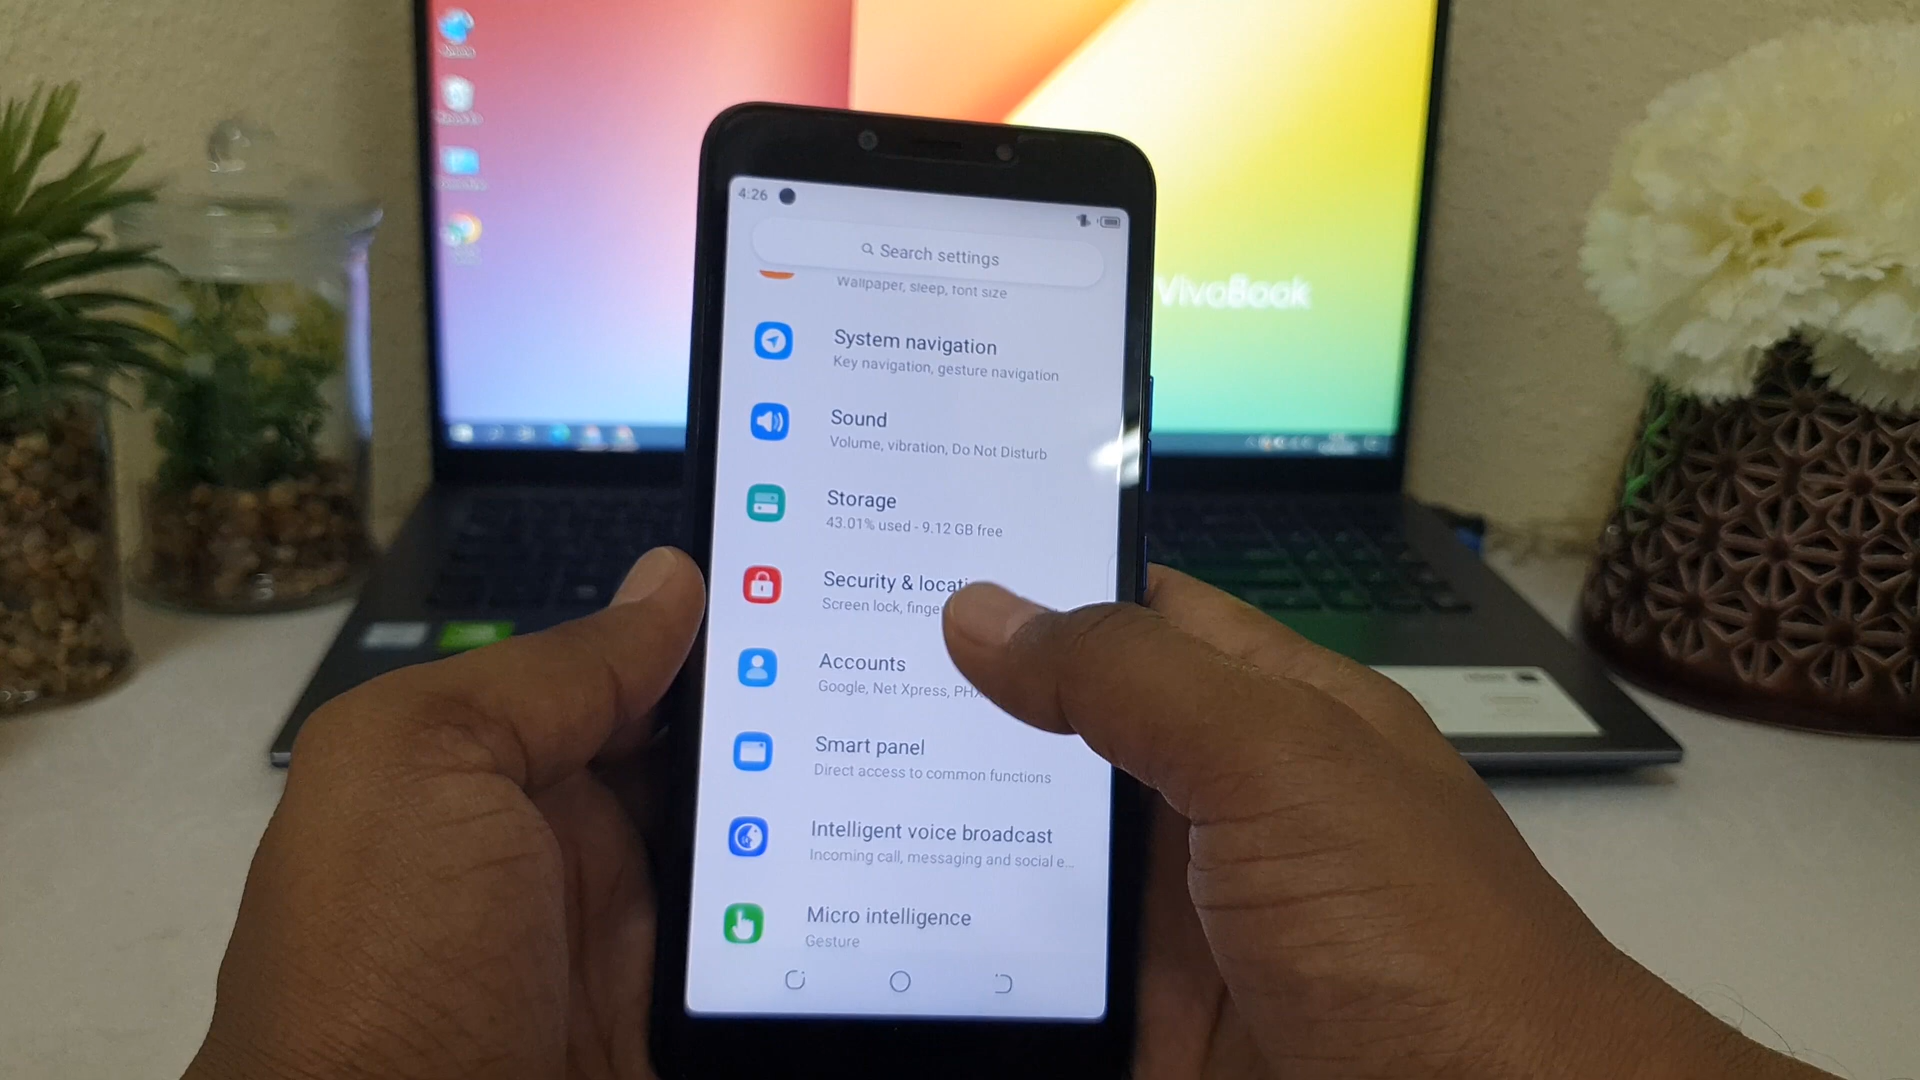 4:26
Search settings
Wallpaper, sleep, font size
System navigation
Key navigation, gesture navigation
Sound
Volume, vibration, Do Not Disturb
Storage
43.01% used - 9.12 GB free
Security & locati
Screen lock, finge
Accounts
Google, Net Xpress, PH
Smart panel
Direct access to common functions
Intelligent voice broadcast
Incoming call, messaging and social e...
Micro intelligence
Gesture
VivoBook